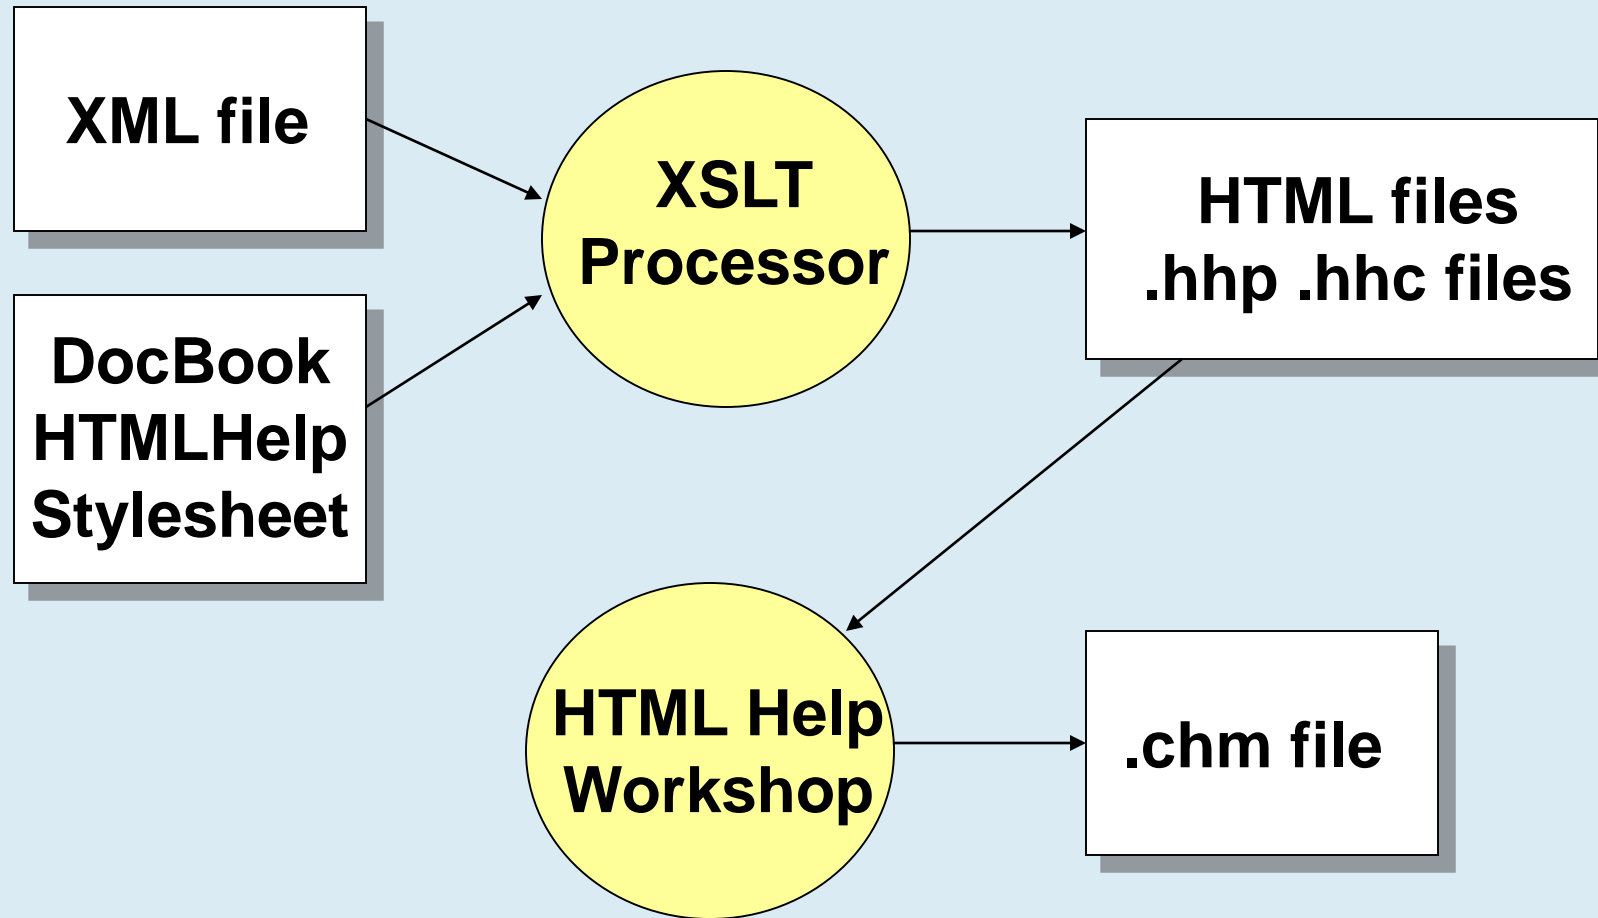 XML file
XSLT
Processor
HTML files
.hhp .hhc files
DocBook
HTMLHelp
Stylesheet
HTML Help
Workshop
.chm file